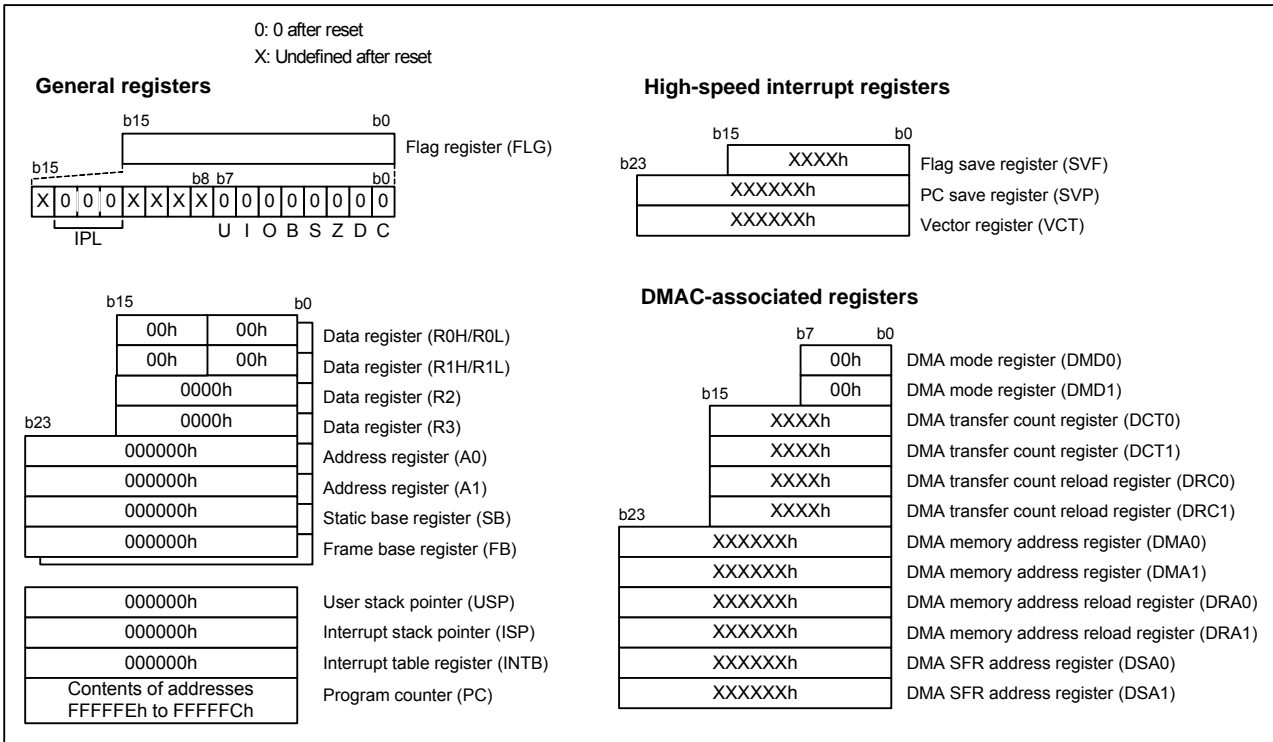 0: 0 after reset
X: Undefined after reset
General registers
b15 b0
Flag register (FLG)
b15 b8 b7 b0
X 0 0 0 X X X X 0 0 0 0 0 0 0 0
IPL U I O B S Z D C
b15 b0
00h 00h Data register (R0H/R0L)
00h 00h Data register (R1H/R1L)
0000h Data register (R2)
0000h Data register (R3)
b23
000000h Address register (A0)
000000h Address register (A1)
000000h Static base register (SB)
000000h Frame base register (FB)
000000h User stack pointer (USP)
000000h Interrupt stack pointer (ISP)
000000h Interrupt table register (INTB)
Contents of addresses
FFFFFEh to FFFFFCh
Program counter (PC)
High-speed interrupt registers
b15 b0
XXXXh Flag save register (SVF)
b23
XXXXXXh PC save register (SVP)
XXXXXXh Vector register (VCT)
DMAC-associated registers
b7 b0
00h DMA mode register (DMD0)
00h DMA mode register (DMD1)
b15
XXXXh DMA transfer count register (DCT0)
XXXXh DMA transfer count register (DCT1)
XXXXh DMA transfer count reload register (DRC0)
XXXXh DMA transfer count reload register (DRC1)
b23
XXXXXXh DMA memory address register (DMA0)
XXXXXXh DMA memory address register (DMA1)
XXXXXXh DMA memory address reload register (DRA0)
XXXXXXh DMA memory address reload register (DRA1)
XXXXXXh DMA SFR address register (DSA0)
XXXXXXh DMA SFR address register (DSA1)